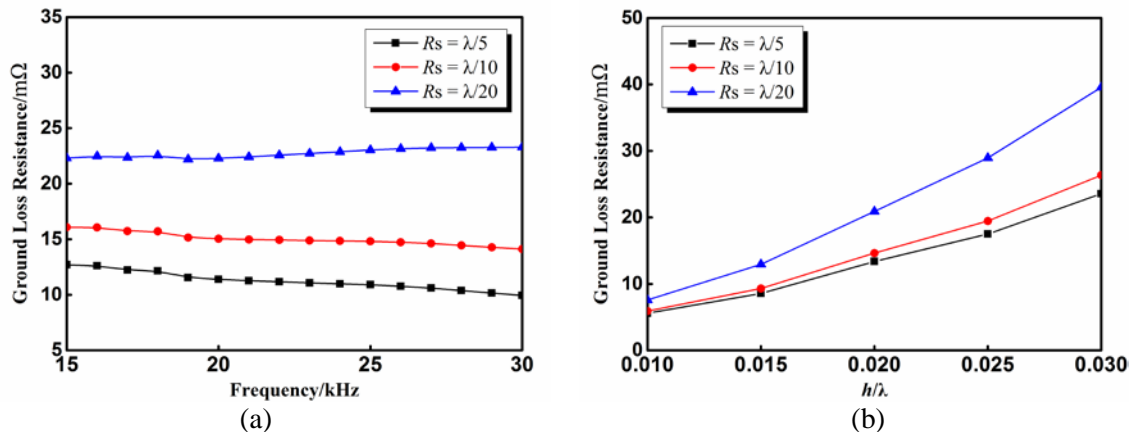 35
30
25
20
15
10
5
Ground Loss Resistance/mΩ
Rs = λ/5
Rs = λ/10
Rs = λ/20
15 20 25 30
Frequency/kHz
(a)
50
40
30
20
10
0
Ground Loss Resistance/mΩ
Rs = λ/5
Rs = λ/10
Rs = λ/20
0.010 0.015 0.020 0.025 0.030
h/λ
(b)